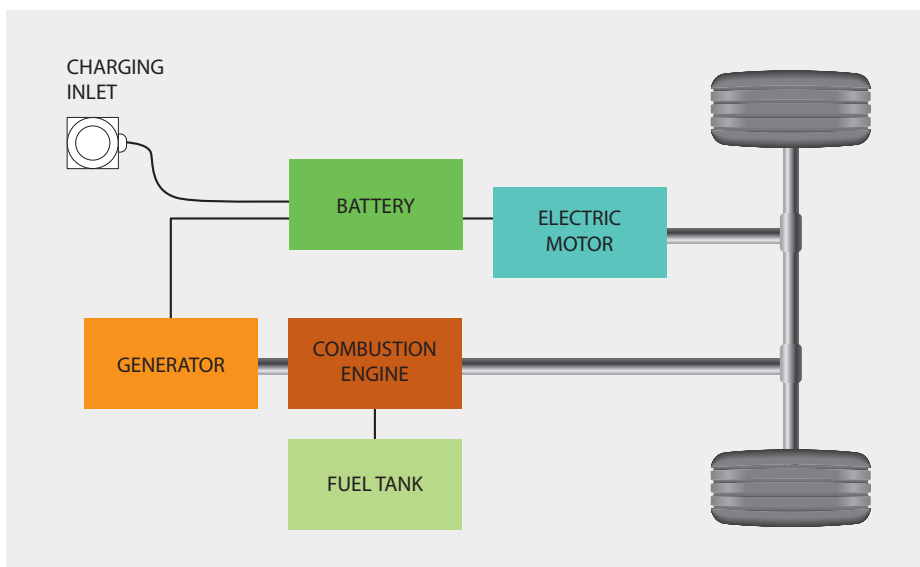 CHARGING
INLET
BATTERY
ELECTRIC
MOTOR
GENERATOR
COMBUSTION
ENGINE
FUEL TANK